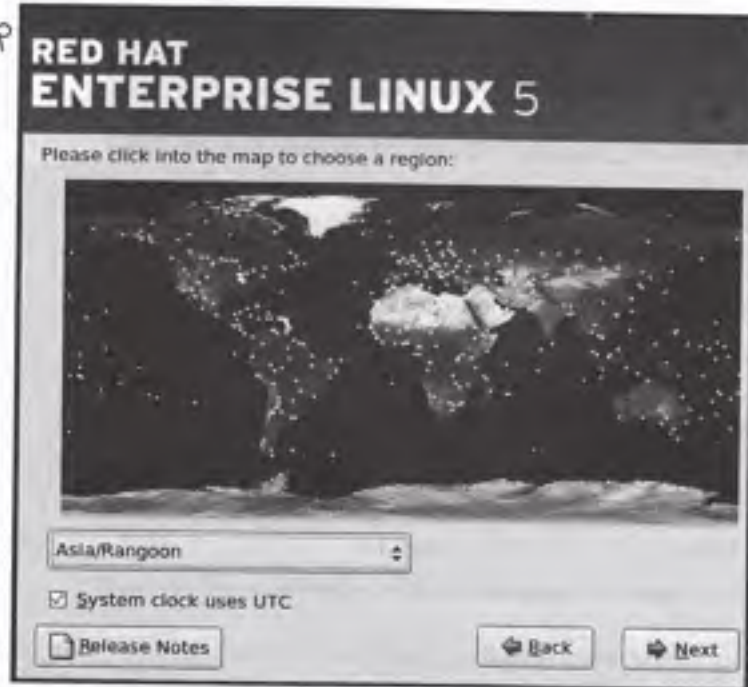 RED HAT
ENTERPRISE LINUX 5
Please click into the map to choose a region:
Asia/Rangoon
System clock uses UTC
Release Notes
Back
Next